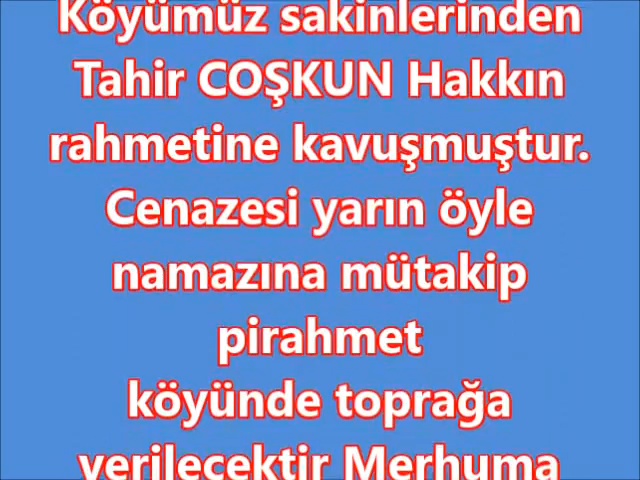 Köyümüz sakinlerinden
Tahir COŞKUN Hakkın
rahmetine kavuşmuştur.
Cenazesi yarın öyle
namazına mütakip
pirahmet
köyünde toprağa
verilecektir Merhuma